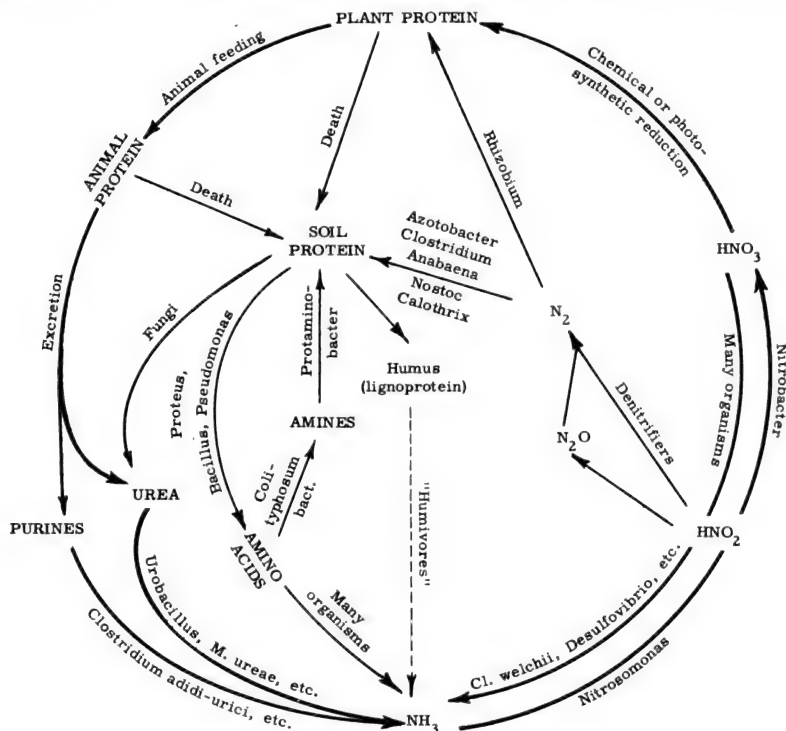 PLANT PROTEIN
Animal feeding
Chemical or photo-
synthetic reduction
Death
Rhizobium
ANIMAL
PROTEIN
Death
SOIL
PROTEIN
Azotobacter
Clostridium
Anabaena
Nostoc
Calothrix
HNO3
N2
Excretion
Fungi
Proteus,
Bacillus, Pseudomonas
Protamino-
bacter
Humus
(lignoprotein)
Many organisms
Nitrobacter
Denitrifiers
N2O
AMINES
Coli-
typhosum
bact.
"Humivores"
UREA
PURINES
AMINO
ACIDS
HNO2
Many
organisms
Urobacillus, M. ureae, etc.
Clostridium adidi-urici, etc.
Cl. welchii, Desulfovibrio, etc.
Nitrosomonas
NH3